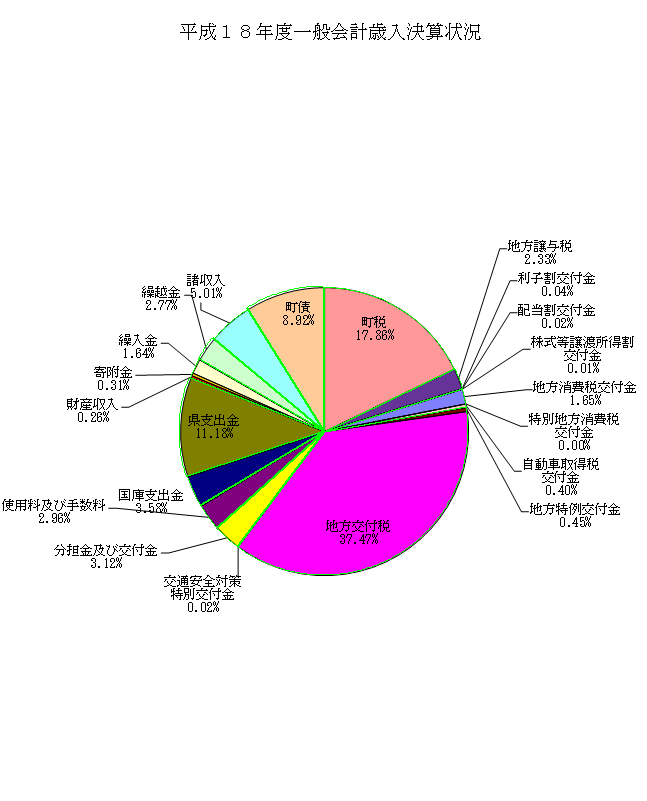 平成１８年度一般会計歳入決算状況
町税
17.86%
地方譲与税
2.33%
利子割交付金
0.04%
配当割交付金
0.02%
株式等譲渡所得割
交付金
0.01%
地方消費税交付金
1.65%
特別地方消費税
交付金
0.00%
自動車取得税
交付金
0.40%
地方特例交付金
0.45%
地方交付税
37.47%
交通安全対策
特別交付金
0.02%
分担金及び交付金
3.12%
使用料及び手数料
2.96%
国庫支出金
3.58%
県支出金
11.18%
財産収入
0.26%
寄附金
0.31%
繰入金
1.64%
繰越金
2.77%
諸収入
5.01%
町債
8.92%